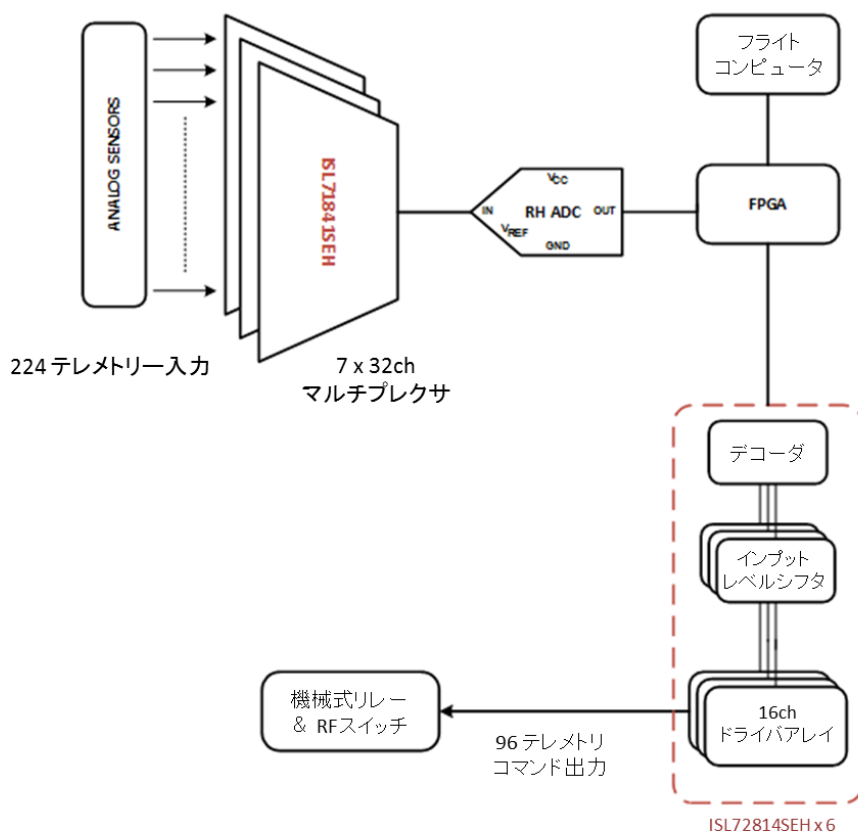 ANALOG SENSORS
224 テレメトリー入力
ISL71841SEH
7 x 32ch
マルチプレクサ
VCC
IN
RH ADC
OUT
VREF
GND
フライト
コンピュータ
FPGA
デコーダ
インプット
レベルシフタ
16ch
ドライバアレイ
ISL72814SEH x 6
96 テレメトリ
コマンド出力
機械式リレー
& RFスイッチ